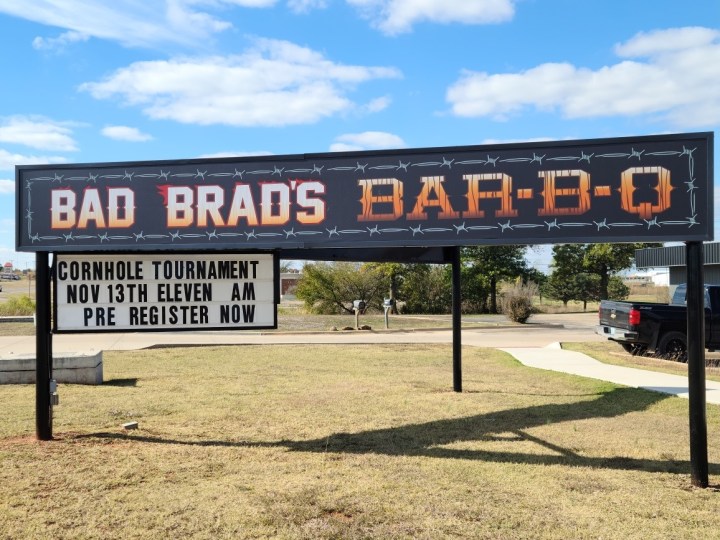 BAD BRAD'S BAR-B-Q
CORNHOLE TOURNAMENT
NOV 13TH ELEVEN AM
PRE REGISTER NOW